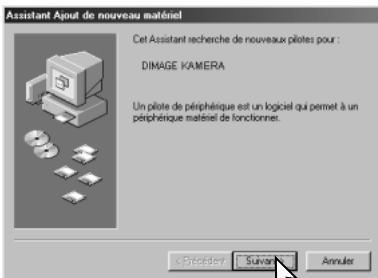 Assistant Ajout de nouveau matériel
Cet Assistant recherche de nouveaux pilotes pour :
DIMAGE KAMERA
Un pilote de périphérique est un logiciel qui permet à un
périphérique matériel de fonctionner.
< Précédent Suivant > Annuler